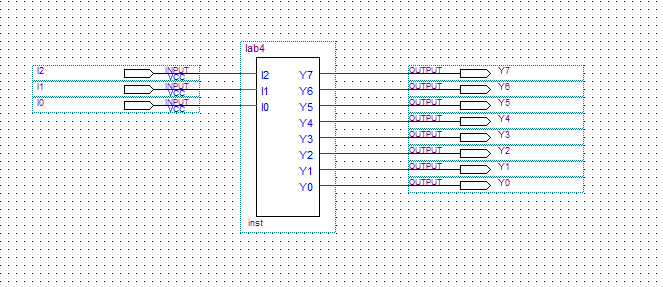 lab4
I2 INPUT VCC I2 Y7 OUTPUT Y7
I1 INPUT VCC I1 Y6 OUTPUT Y6
I0 INPUT VCC I0 Y5 OUTPUT Y5
Y4 OUTPUT Y4
Y3 OUTPUT Y3
Y2 OUTPUT Y2
Y1 OUTPUT Y1
Y0 OUTPUT Y0
inst